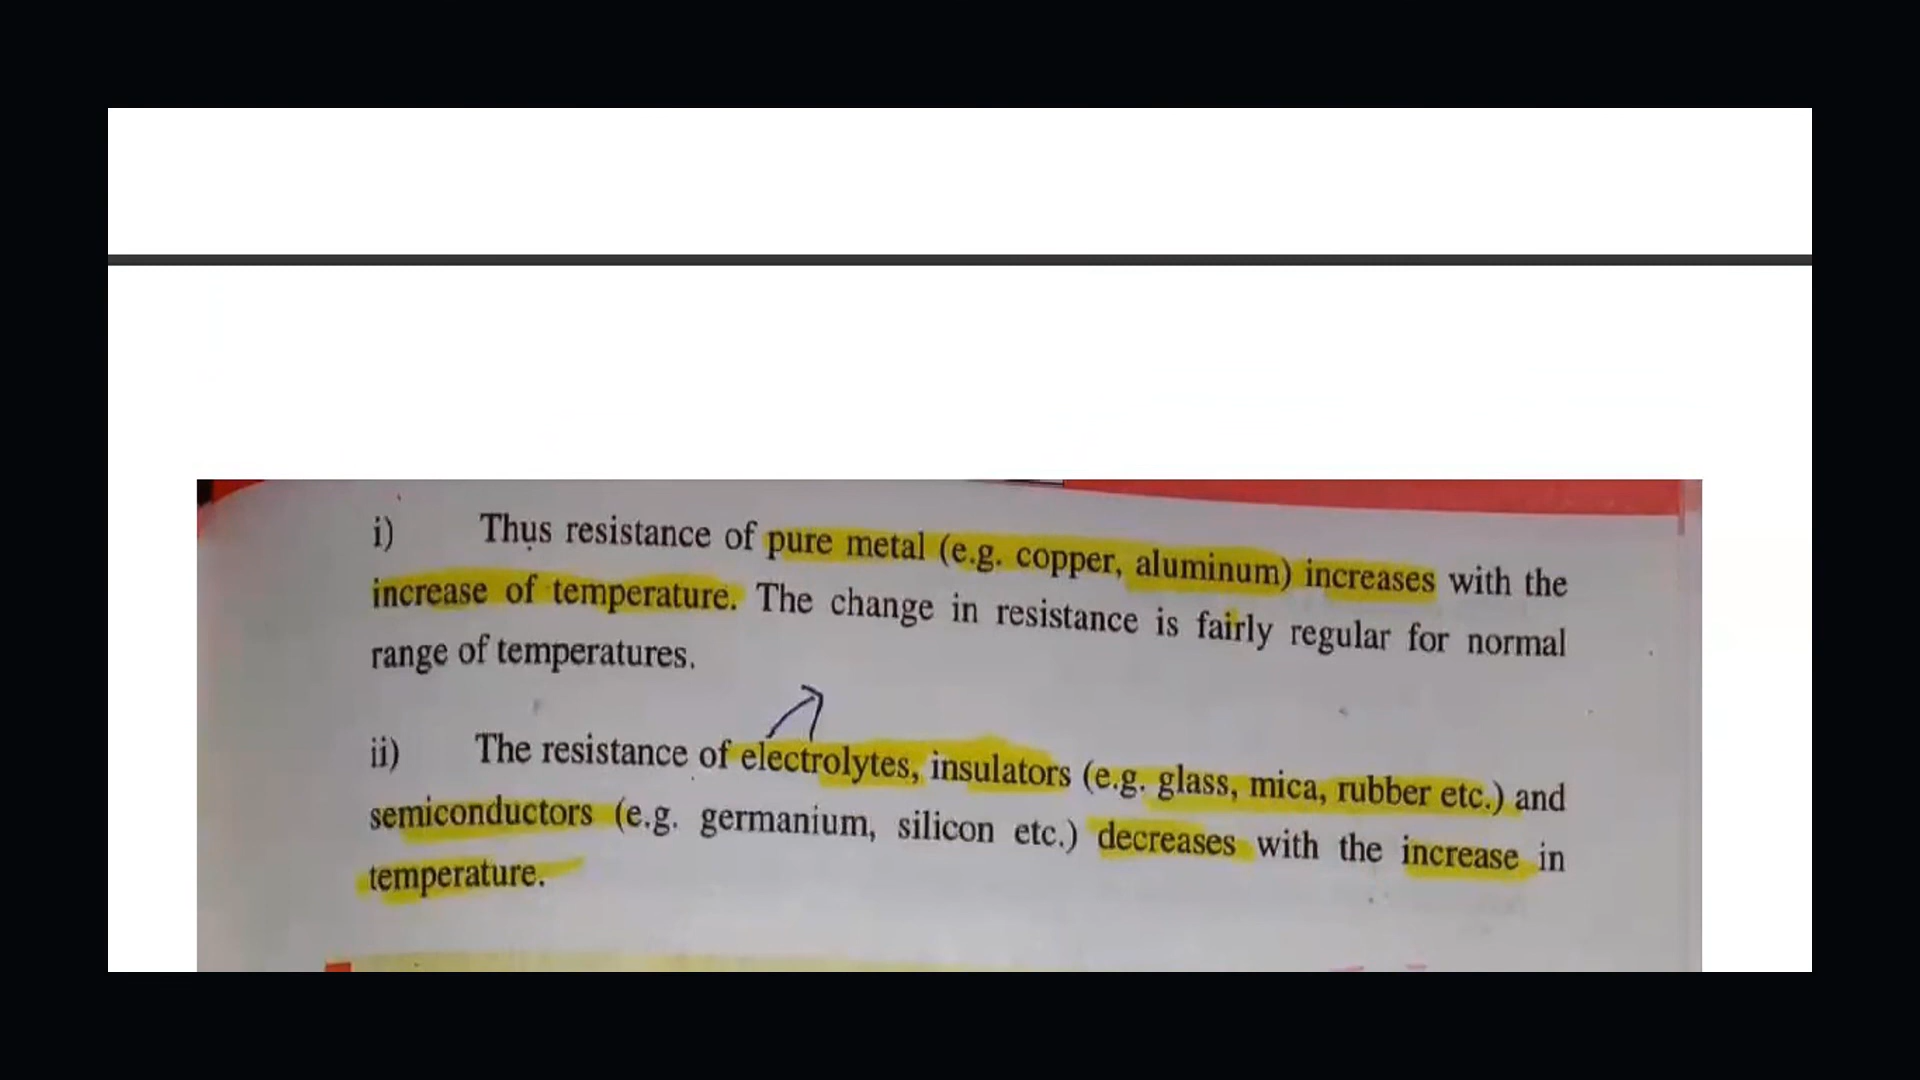 i) Thus resistance of pure metal (e.g. copper, aluminum) increases with the
increase of temperature. The change in resistance is fairly regular for normal
range of temperatures.
ii) The resistance of electrolytes, insulators (e.g. glass, mica, rubber etc.) and
semiconductors (e.g. germanium, silicon etc.) decreases with the increase in
temperature.